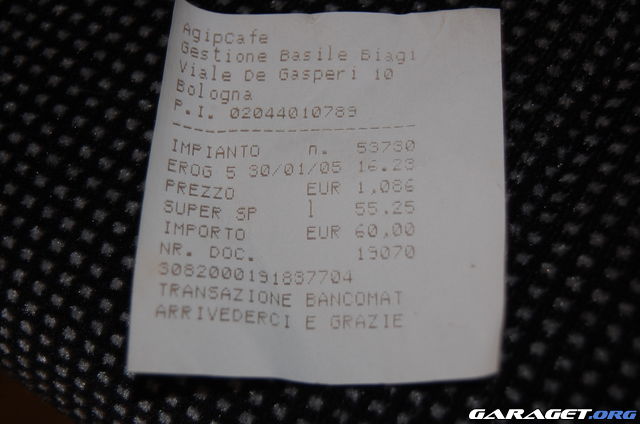 AgipCafe
Gestione Basile Biagi
Viale De Gasperi 10
Bologna
P.I. 02044010789
IMPIANTO n. 53730
EROG 5 30/01/05 16.23
PREZZO EUR 1,086
SUPER SP l 55.25
IMPORTO EUR 60,00
NR. DOC. 19070
3082000191837704
TRANSAZIONE BANCOMAT
ARRIVEDERCI E GRAZIE
GARAGET.ORG